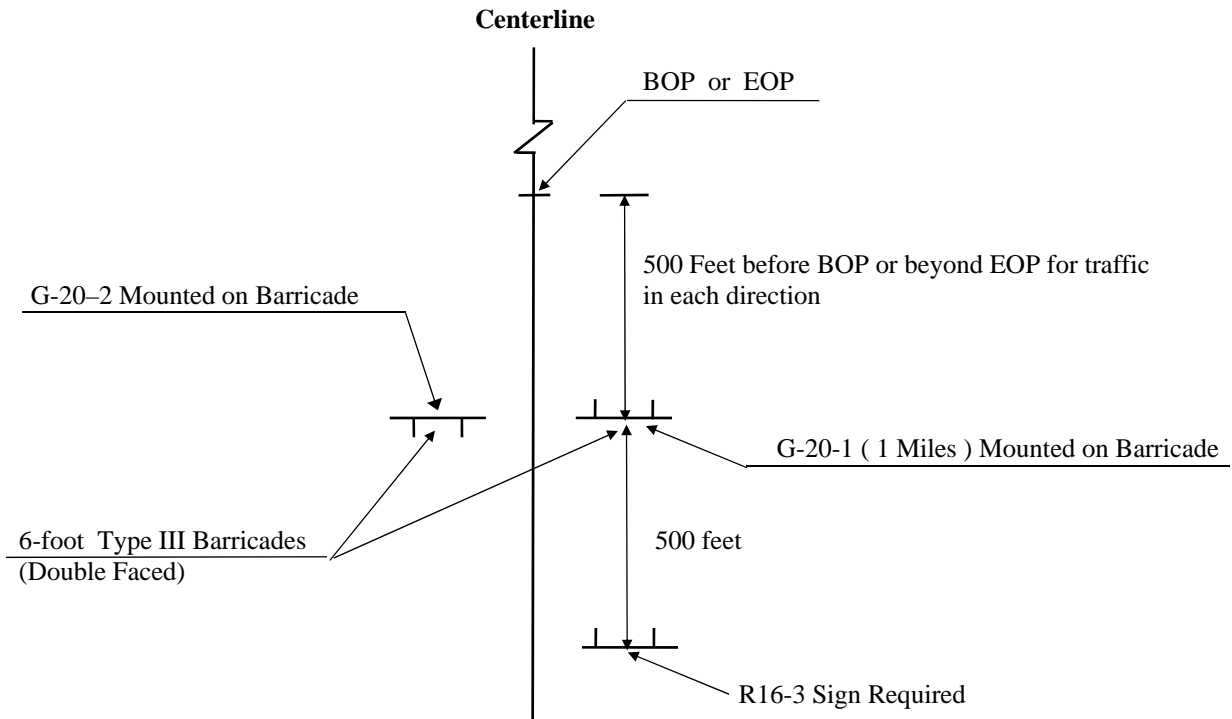 Centerline
BOP or EOP
500 Feet before BOP or beyond EOP for traffic
in each direction
G-20–2 Mounted on Barricade
G-20-1 ( 1 Miles ) Mounted on Barricade
6-foot Type III Barricades
(Double Faced)
500 feet
R16-3 Sign Required